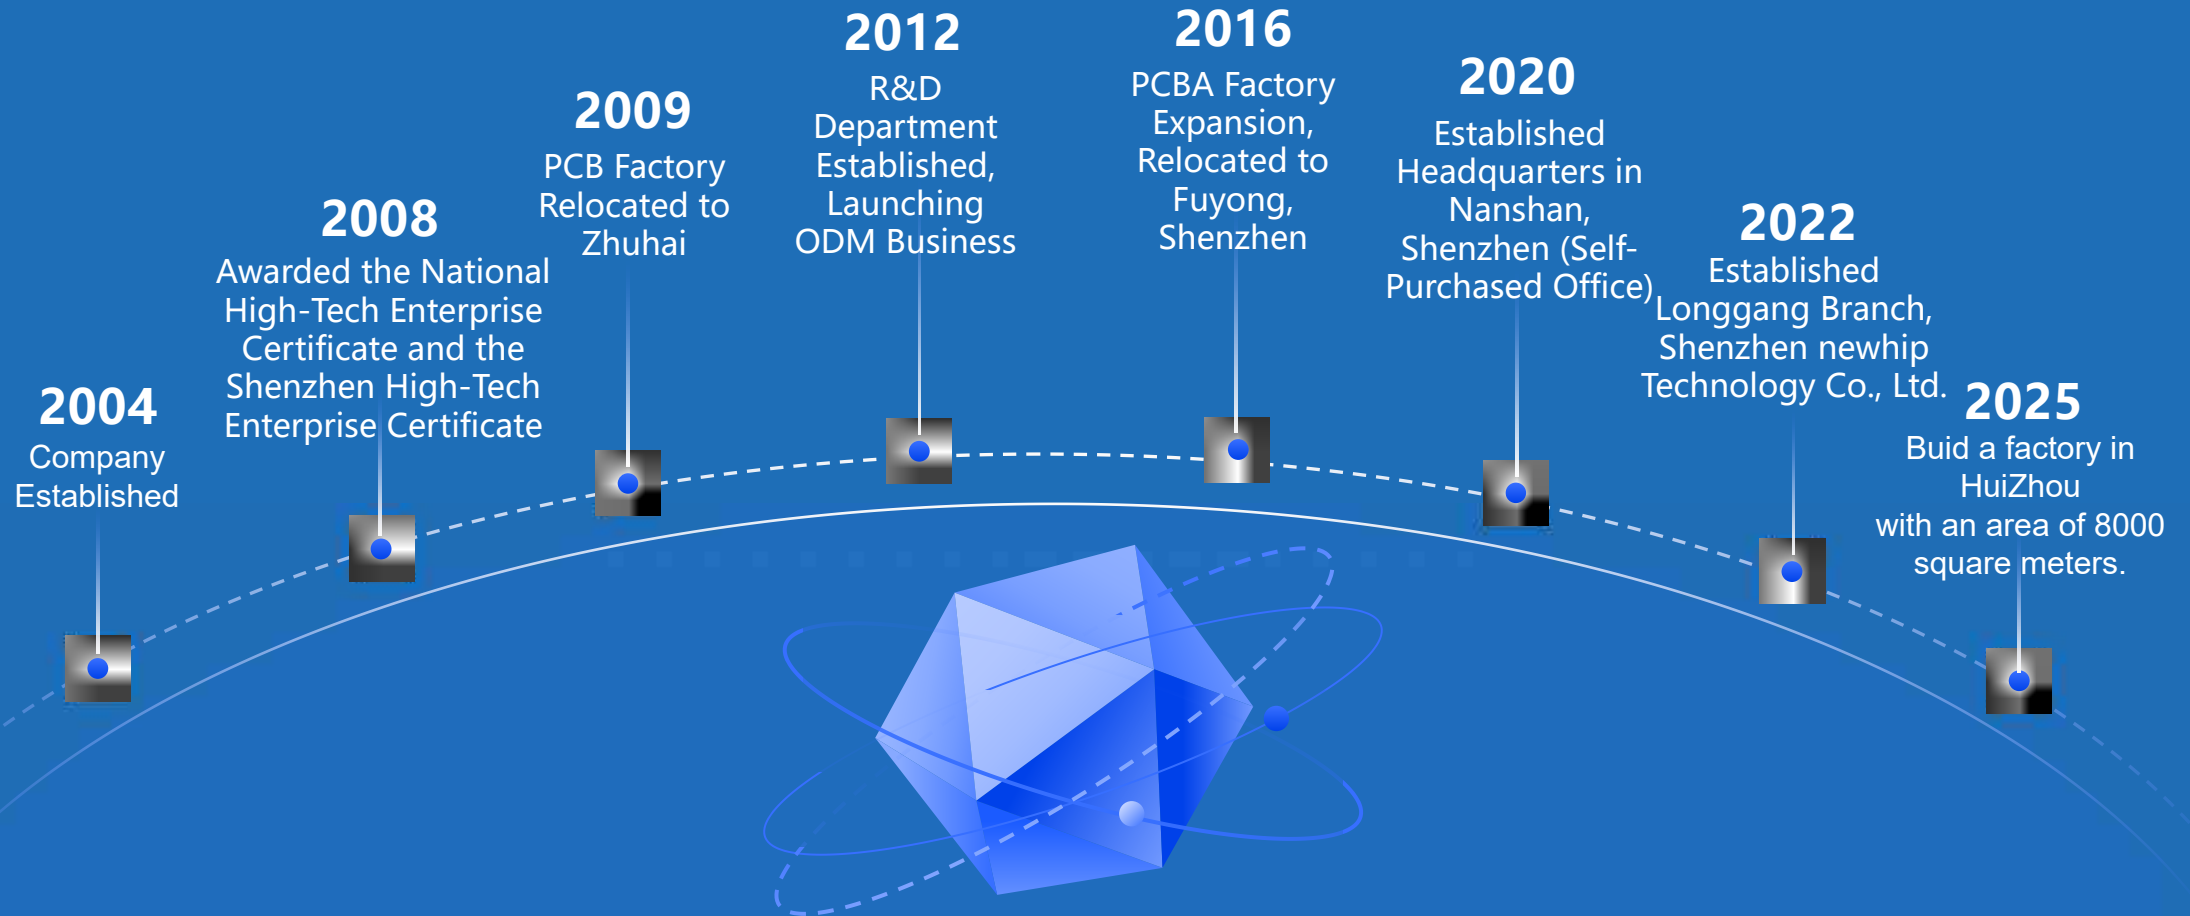 2004
Company
Established
2008
Awarded the National
High-Tech Enterprise
Certificate and the
Shenzhen High-Tech
Enterprise Certificate
2009
PCB Factory
Relocated to
Zhuhai
2012
R&D
Department
Established,
Launching
ODM Business
2016
PCBA Factory
Expansion,
Relocated to
Fuyong,
Shenzhen
2020
Established
Headquarters in
Nanshan,
Shenzhen (Self-
Purchased Office)
2022
Established
Longgang Branch,
Shenzhen newhip
Technology Co., Ltd.
2025
Buid a factory in
HuiZhou
with an area of 8000
square meters.